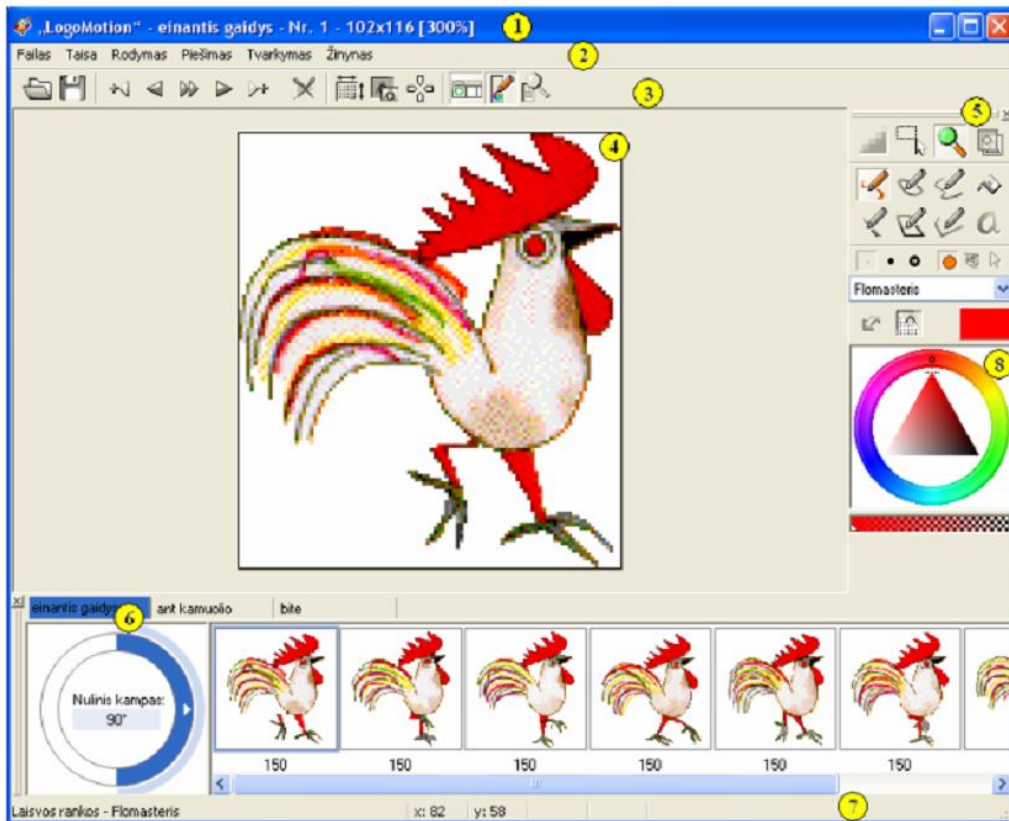 „LogoMotion“ - einantis gaidys - Nr. 1 - 102x116 [300%]
1
Failas Taisa Rodymas Piešimas Tvarkymas Žinynas
2
3
4
5
a
Flomasteris
8
einantis gaidys ant kamuolio bite
6
Nulinis kampas:
90°
150 150 150 150 150 150
7
Laisvos rankos - Flomasteris x: 82 y: 58